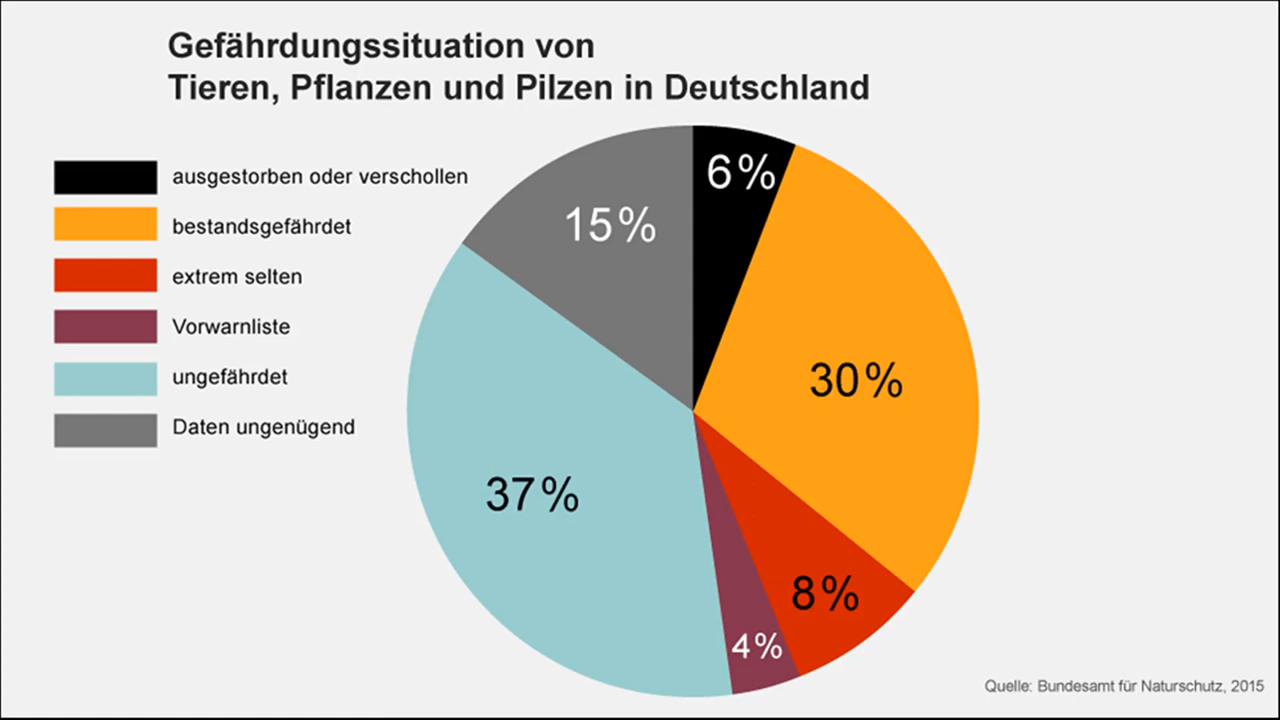 Gefährdungssituation von
Tieren, Pflanzen und Pilzen in Deutschland
ausgestorben oder verschollen
bestandsgefährdet
extrem selten
Vorwarnliste
ungefährdet
Daten ungenügend
6%
15%
30%
37%
8%
4%
Quelle: Bundesamt für Naturschutz, 2015